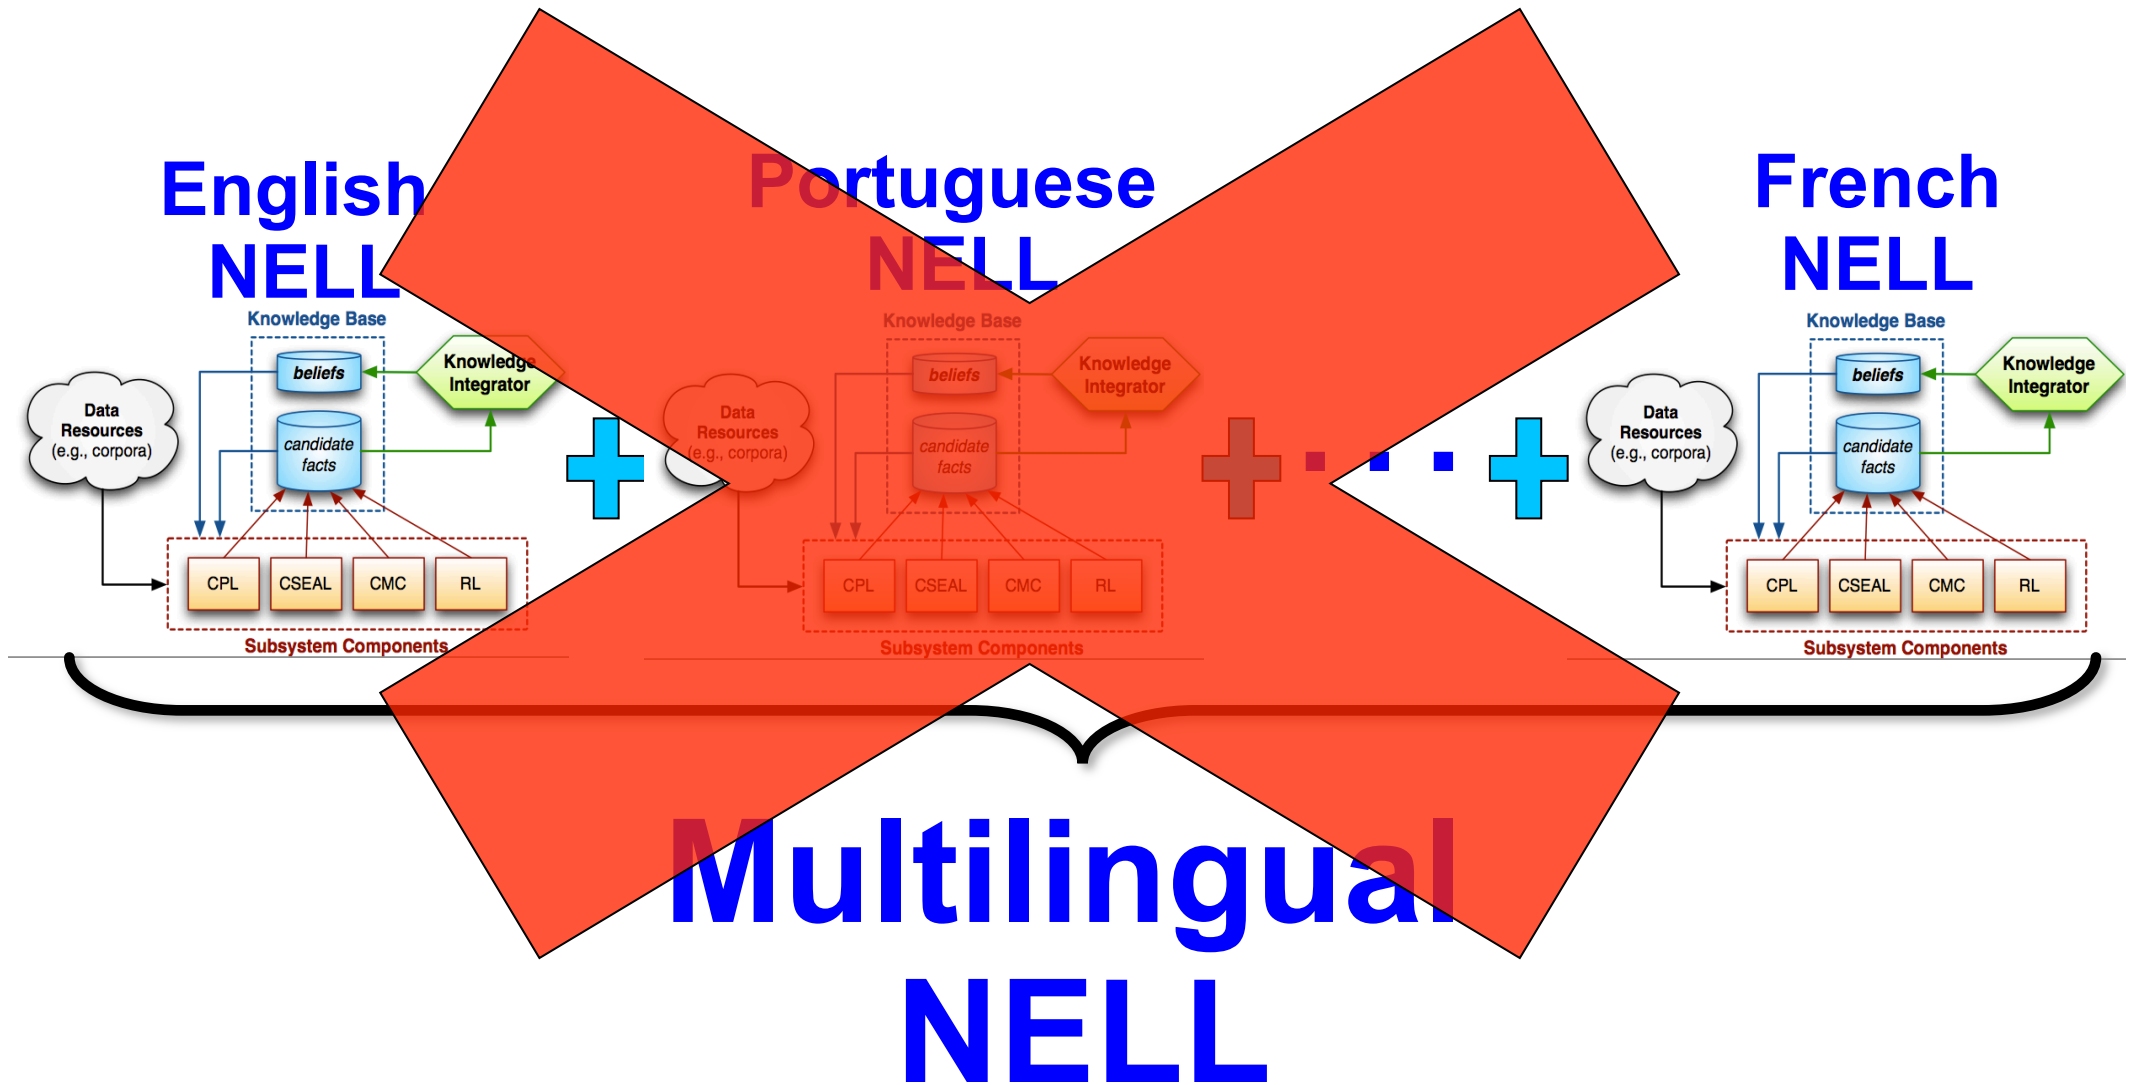 English
NELL
Knowledge Base
beliefs
Knowledge
Integrator
Data
Resources
(e.g., corpora)
candidate
facts
CPL CSEAL CMC RL
Subsystem Components
Portuguese
NELL
Knowledge Base
beliefs
Knowledge
Integrator
Data
Resources
(e.g., corpora)
candidate
facts
CPL CSEAL CMC RL
Subsystem Components
French
NELL
Knowledge Base
beliefs
Knowledge
Integrator
Data
Resources
(e.g., corpora)
candidate
facts
CPL CSEAL CMC RL
Subsystem Components
Multilingual
NELL